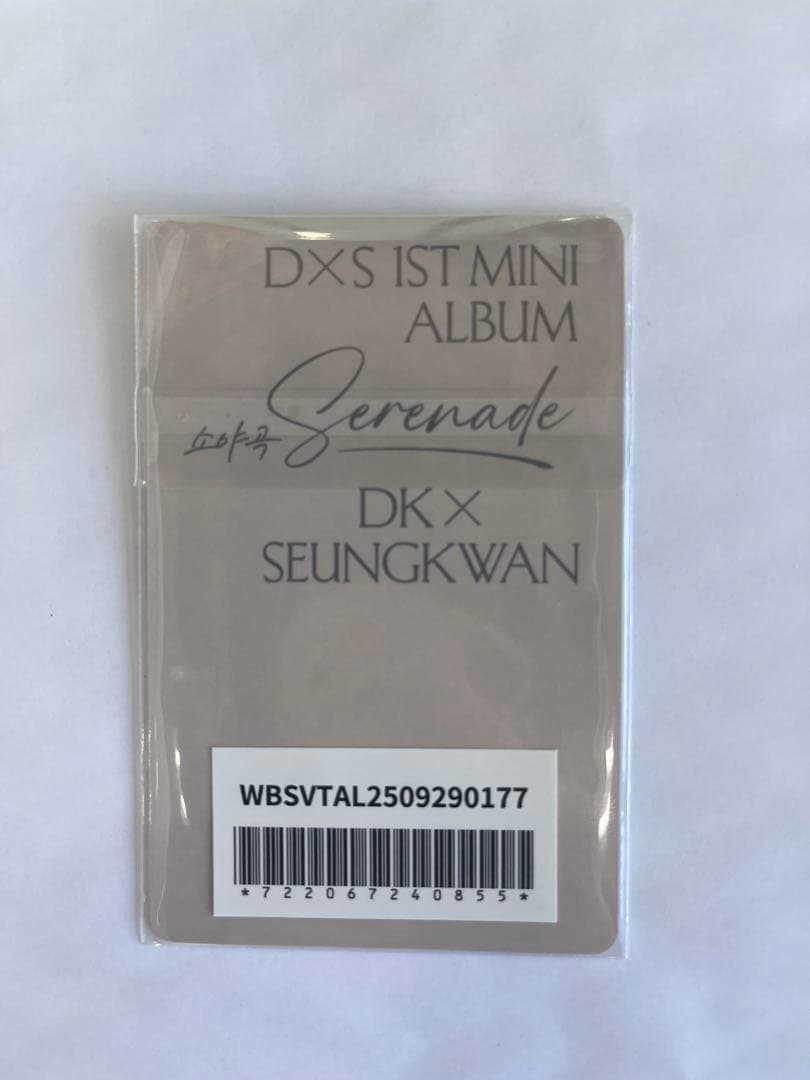 D×S 1ST MINI
ALBUM
소야곡 Serenade
DK ×
SEUNGKWAN
WBSVTAL2509290177
*722067240855*